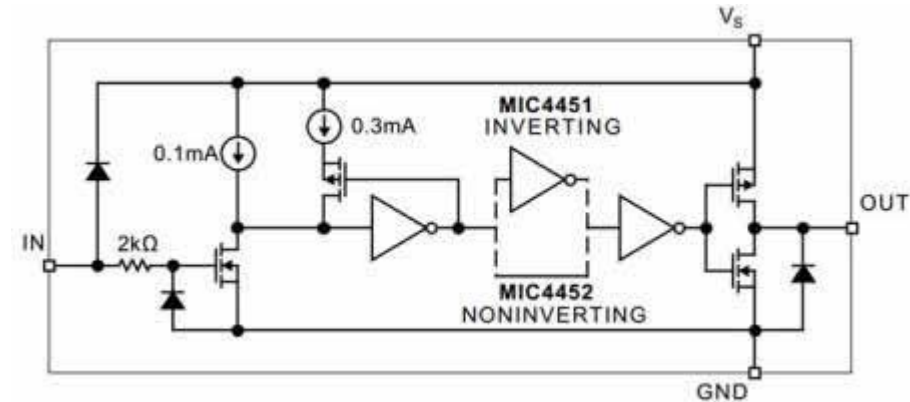 Vs
MIC4451
INVERTING
0.1mA
0.3mA
OUT
IN
2kΩ
MIC4452
NONINVERTING
GND